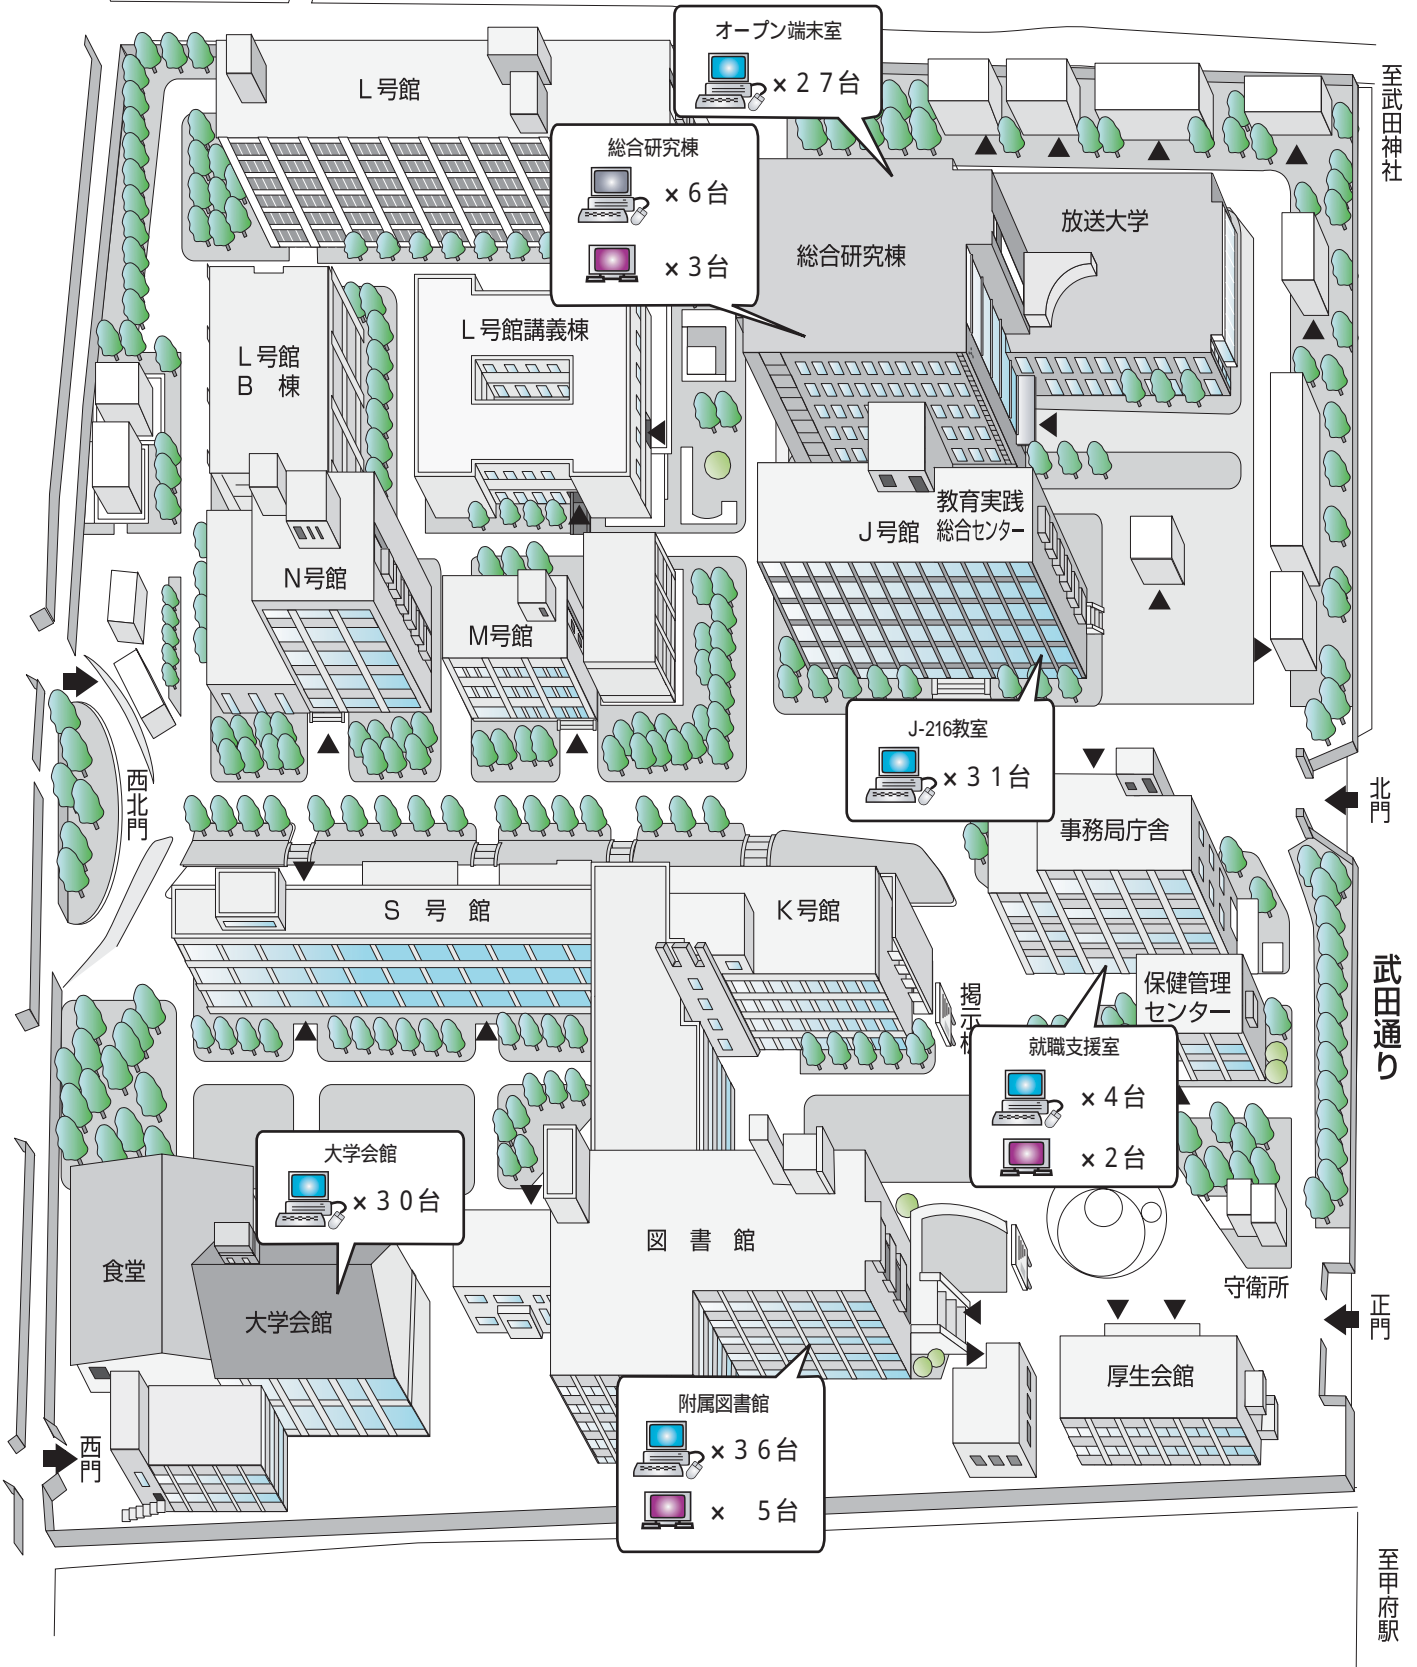 オープン端末室
×27台
至武田神社
L号館
総合研究棟
×6台
×3台
放送大学
総合研究棟
L号館講義棟
L号館
B 棟
教育実践
総合センター
J号館
N号館
M号館
J-216教室
×31台
西北門
北門
事務局庁舎
S 号 館
K号館
武田通り
保健管理
センター
掲示板
就職支援室
×4台
×2台
大学会館
×30台
図 書 館
食堂
大学会館
守衛所
正門
厚生会館
附属図書館
×36台
× 5台
西門
至甲府駅